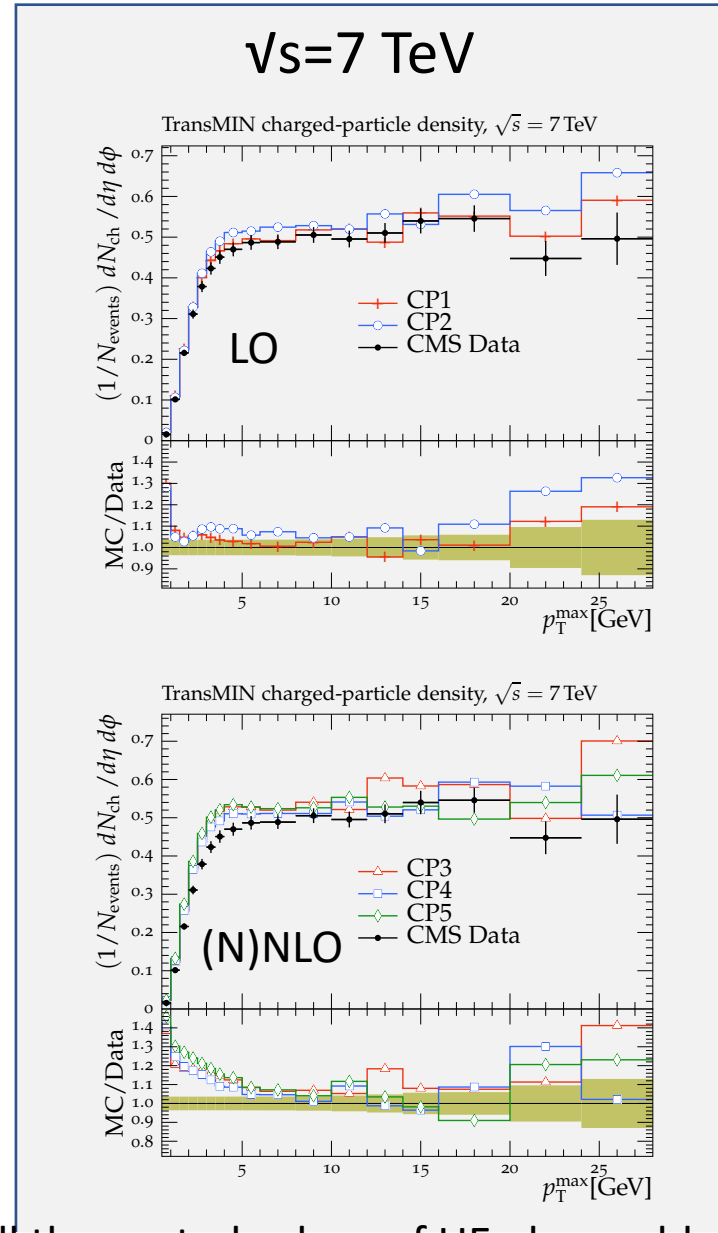 √s=7 TeV
TransMIN charged-particle density, √s = 7 TeV
(1/N_events) dN_ch/dη dϕ
0.7
0.6
0.5
0.4
0.3
0.2
0.1
0
CP1
CP2
CMS Data
LO
MC/Data
1.4
1.3
1.2
1.1
1.0
0.9
5 10 15 20 25
p_T^max[GeV]
TransMIN charged-particle density, √s = 7 TeV
(1/N_events) dN_ch/dη dϕ
0.7
0.6
0.5
0.4
0.3
0.2
0.1
0
CP3
CP4
CP5
CMS Data
(N)NLO
MC/Data
1.4
1.3
1.2
1.1
1.0
0.9
0.8
5 10 15 20 25
p_T^max[GeV]